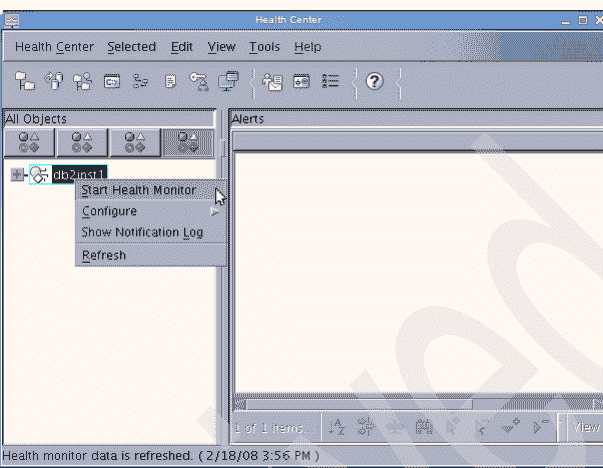 Health Center
Health Center Selected Edit View Tools Help
All Objects
Alerts
db2inst1
Start Health Monitor
Configure
Show Notification Log
Refresh
1 of 1 items...
View
Health monitor data is refreshed. ( 2/18/08 3:56 PM )